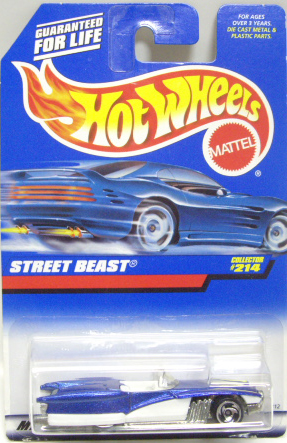 GUARANTEED
FOR LIFE
FOR AGES
OVER 3 YEARS.
DIE CAST METAL &
PLASTIC PARTS.
HOT WHEELS
MATTEL
®
STREET BEAST®
COLLECTOR
#214